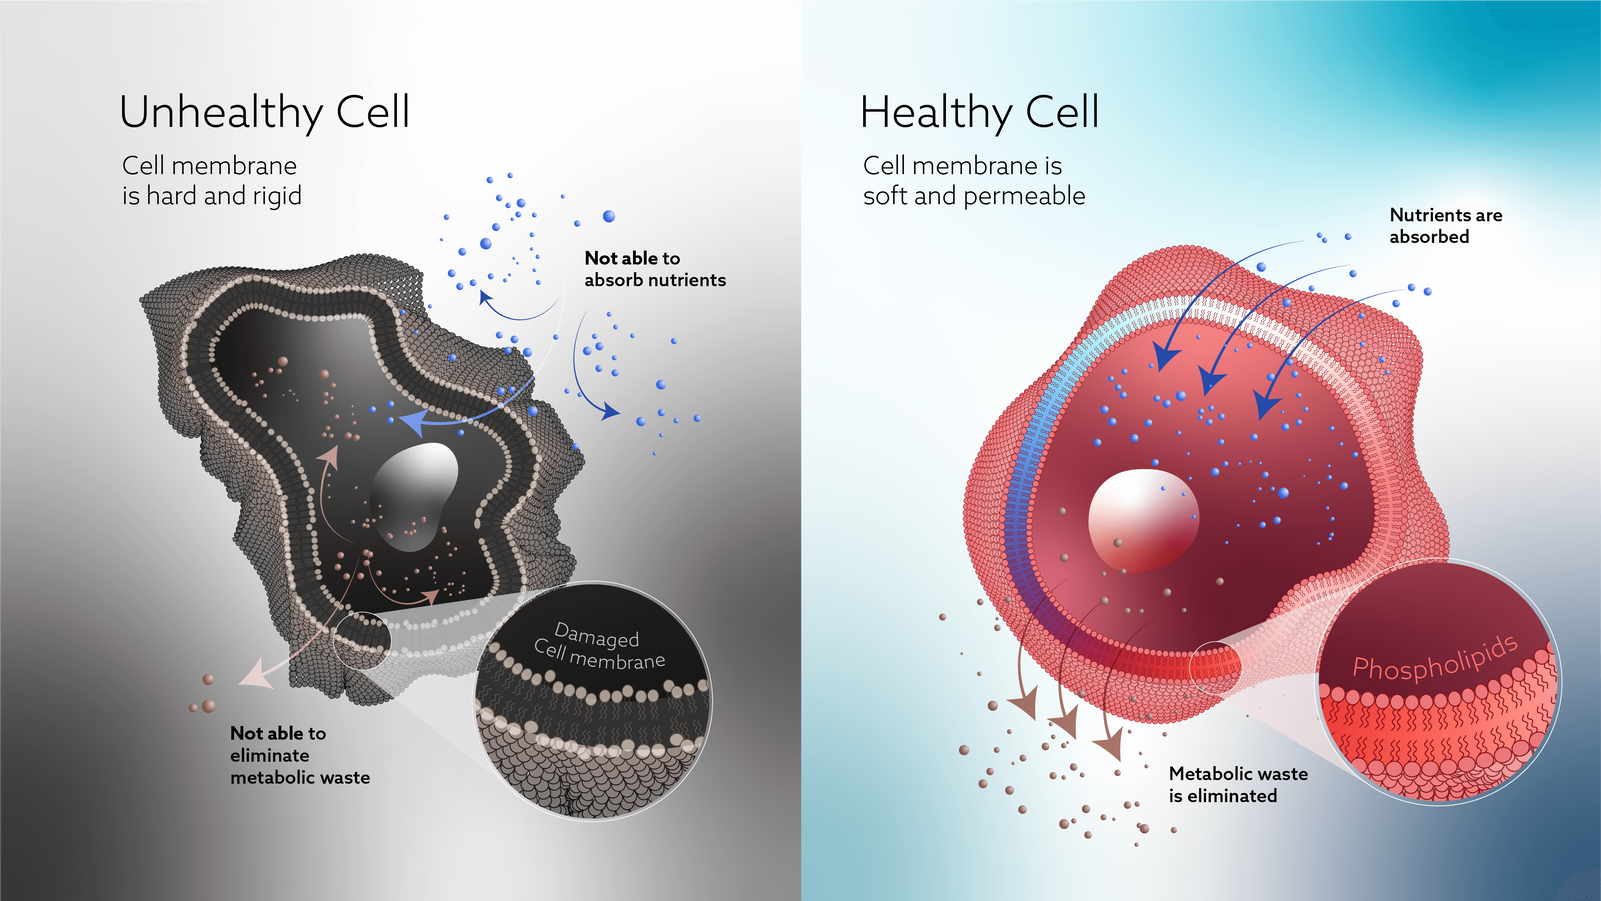 Unhealthy Cell
Cell membrane
is hard and rigid
Not able to
absorb nutrients
Damaged
Cell membrane
Not able to
eliminate
metabolic waste
Healthy Cell
Cell membrane is
soft and permeable
Nutrients are
absorbed
Phospholipids
Metabolic waste
is eliminated